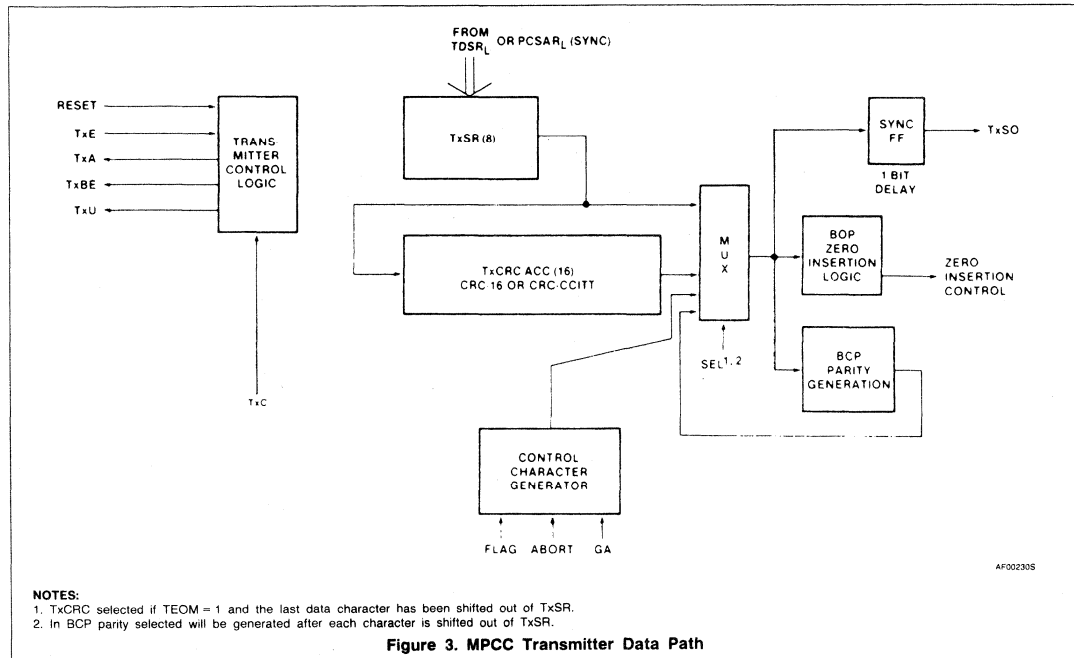 FROM
TDSRL OR PCSARL (SYNC)
RESET
TxE
TxA
TxBE
TxU
TRANS
MITTER
CONTROL
LOGIC
TxC
TxSR (8)
TxCRC ACC (16)
CRC-16 OR CRC-CCITT
MUX
SEL1, 2
SYNC
FF
1 BIT
DELAY
TxSO
BOP
ZERO
INSERTION
LOGIC
ZERO
INSERTION
CONTROL
BCP
PARITY
GENERATION
CONTROL
CHARACTER
GENERATOR
FLAG ABORT GA
AF00230S
NOTES:
1. TxCRC selected if TEOM = 1 and the last data character has been shifted out of TxSR.
2. In BCP parity selected will be generated after each character is shifted out of TxSR.
Figure 3. MPCC Transmitter Data Path